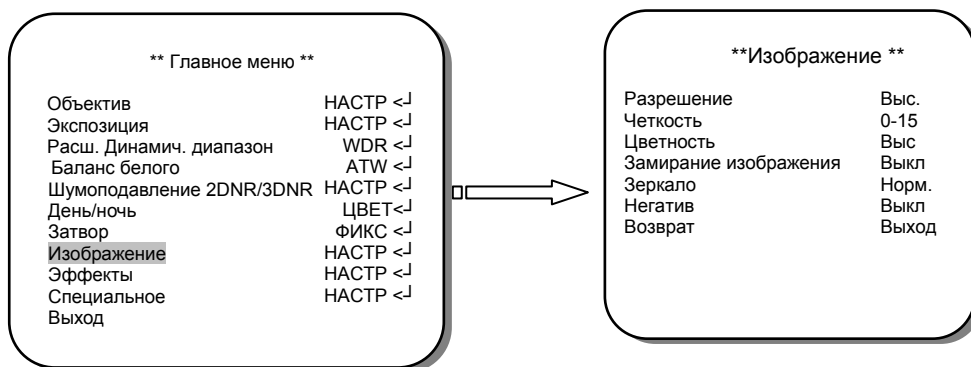 ** Главное меню **
Объектив НАСТР <┘
Экспозиция НАСТР <┘
Расш. Динамич. диапазон WDR <┘
Баланс белого ATW <┘
Шумоподавление 2DNR/3DNR НАСТР <┘
День/ночь ЦВЕТ<┘
Затвор ФИКС <┘
Изображение НАСТР <┘
Эффекты НАСТР <┘
Специальное НАСТР <┘
Выход
**Изображение **
Разрешение Выс.
Четкость 0-15
Цветность Выс
Замирание изображения Выкл
Зеркало Норм.
Негатив Выкл
Возврат Выход